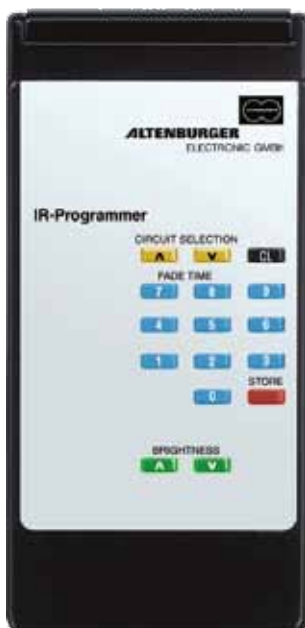 ALTENBURGER
ELECTRONIC GMBH
IR-Programmer
CIRCUIT SELECTION
∧ ∨ CL
FADE TIME
7 8 9
4 5 6
1 2 3
STORE
0
BRIGHTNESS
∧ ∨